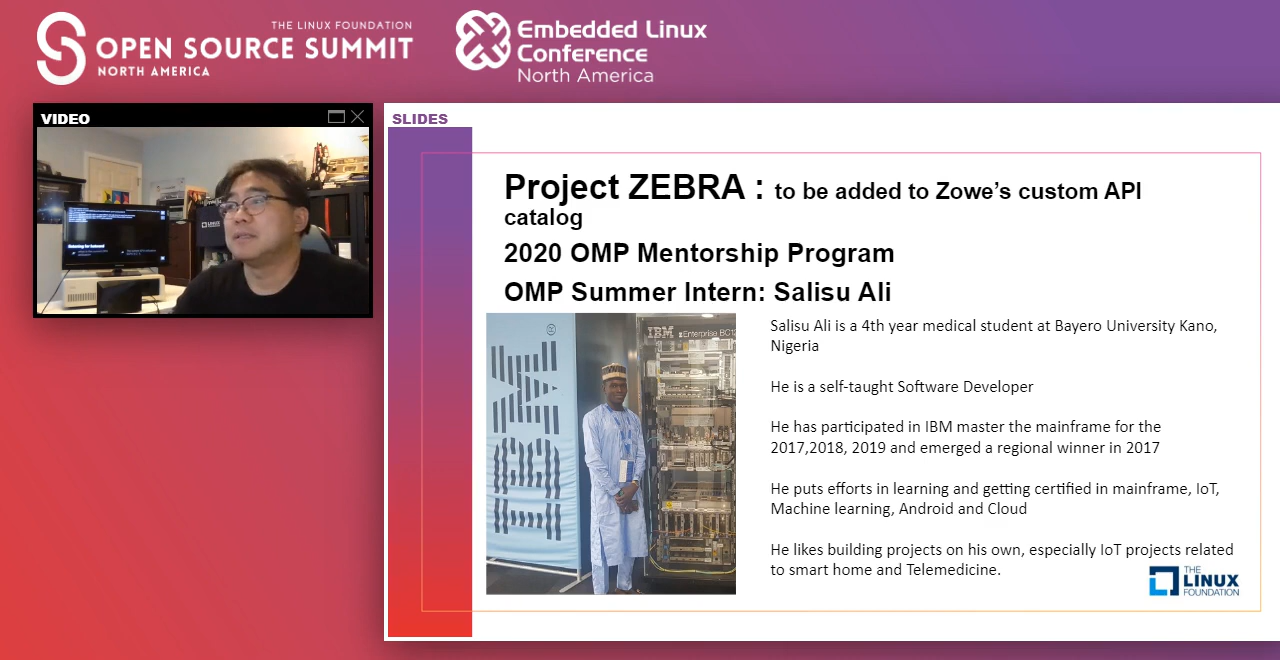 THE LINUX FOUNDATION
OPEN SOURCE SUMMIT
NORTH AMERICA
Embedded Linux
Conference
North America
VIDEO
SLIDES
Project ZEBRA : to be added to Zowe’s custom API
catalog
2020 OMP Mentorship Program
OMP Summer Intern: Salisu Ali
IBM
®
IBM Enterprise
Salisu Ali is a 4th year medical student at Bayero University Kano,
Nigeria
He is a self-taught Software Developer
He has participated in IBM master the mainframe for the
2017,2018, 2019 and emerged a regional winner in 2017
He puts efforts in learning and getting certified in mainframe, IoT,
Machine learning, Android and Cloud
He likes building projects on his own, especially IoT projects related
to smart home and Telemedicine.
THE
LINUX
FOUNDATION